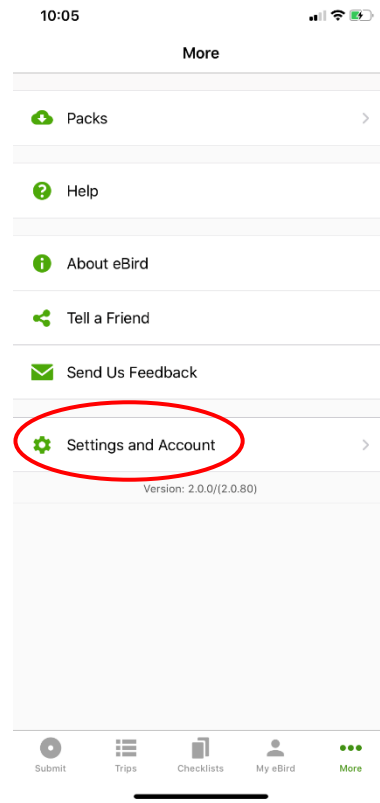 10:05
More
Packs
Help
About eBird
Tell a Friend
Send Us Feedback
Settings and Account
Version: 2.0.0/(2.0.80)
Submit Trips Checklists My eBird More